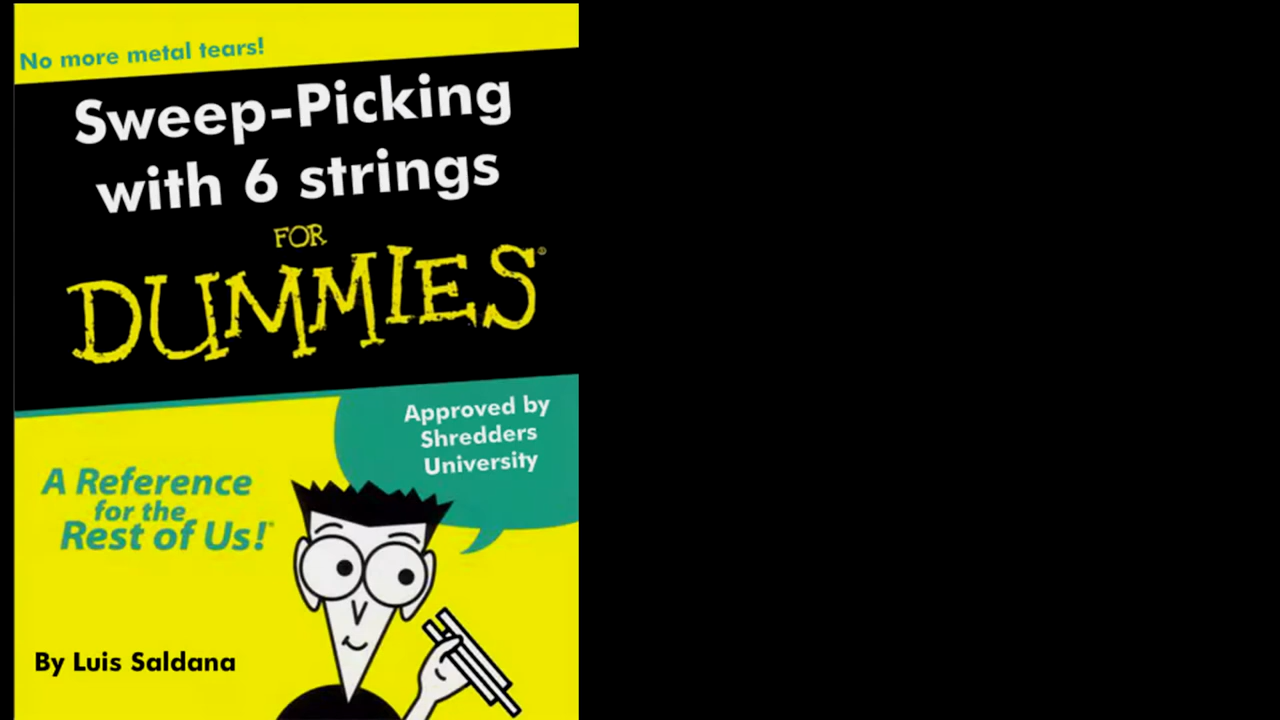 No more metal tears!
Sweep-Picking
with 6 strings
FOR
DUMMIES®
Approved by
Shredders
University
A Reference
for the
Rest of Us!®
By Luis Saldana